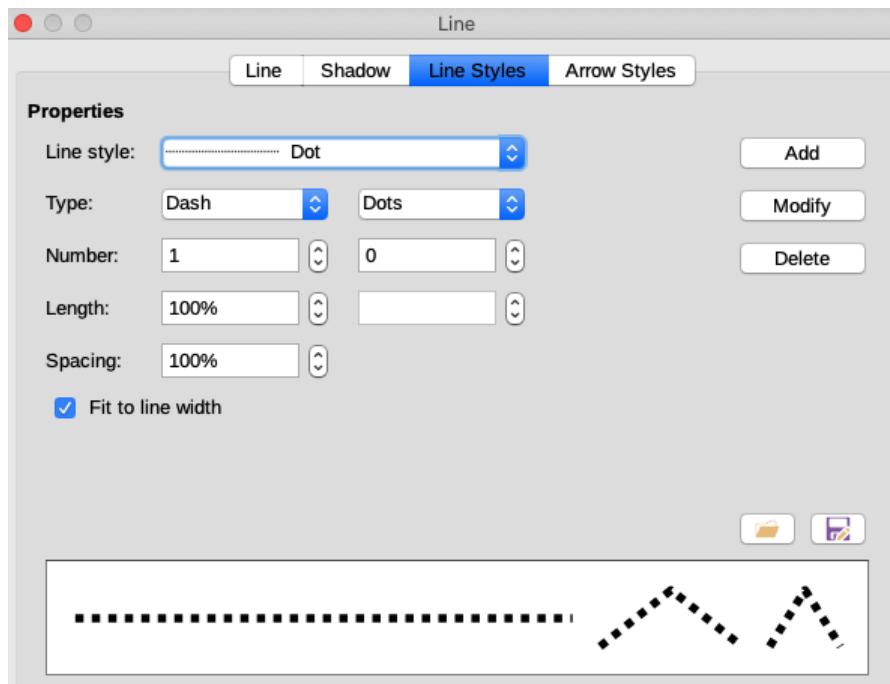 Line
Line Shadow Line Styles Arrow Styles
Properties
Line style: Dot Add
Type: Dash Dots Modify
Number: 1 0 Delete
Length: 100%
Spacing: 100%
Fit to line width